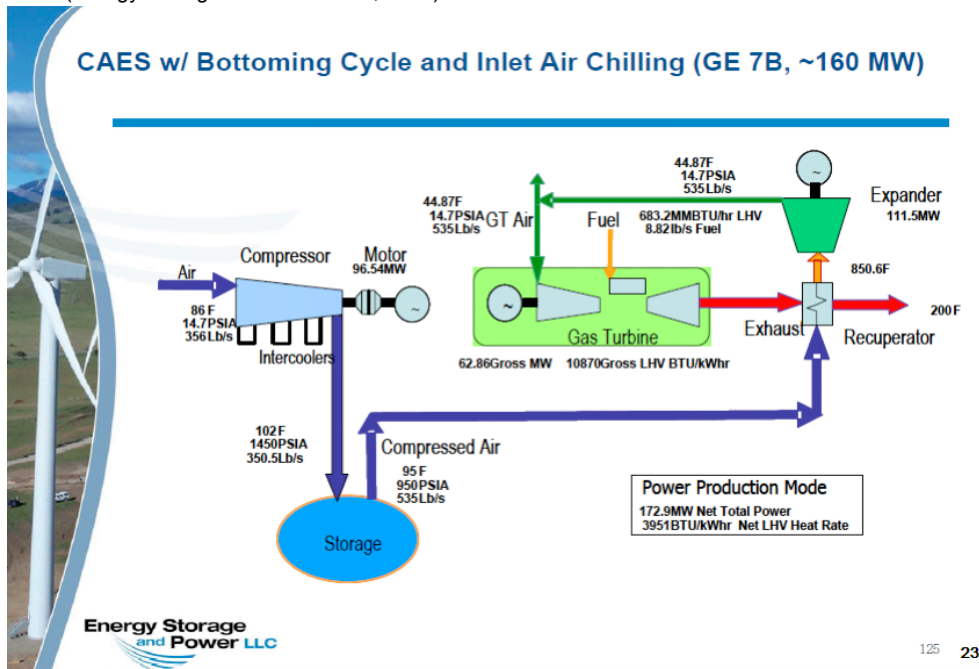 CAES w/ Bottoming Cycle and Inlet Air Chilling (GE 7B, ~160 MW)
44.87F
14.7PSIA
535Lb/s
~
Expander
111.5MW
44.87F
14.7PSIA
535Lb/s
GT Air
Fuel
683.2MMBTU/hr LHV
8.82lb/s Fuel
850.6F
Compressor
Motor
96.54MW
Air
86F
14.7PSIA
356Lb/s
Intercoolers
~
~
Gas Turbine
Exhaust
Recuperator
200F
62.86Gross MW 10870Gross LHV BTU/kWhr
102F
1450PSIA
350.5Lb/s
Compressed Air
95F
950PSIA
535Lb/s
Storage
Power Production Mode
172.9MW Net Total Power
3951BTU/kWhr Net LHV Heat Rate
Energy Storage
and Power LLC
125 23